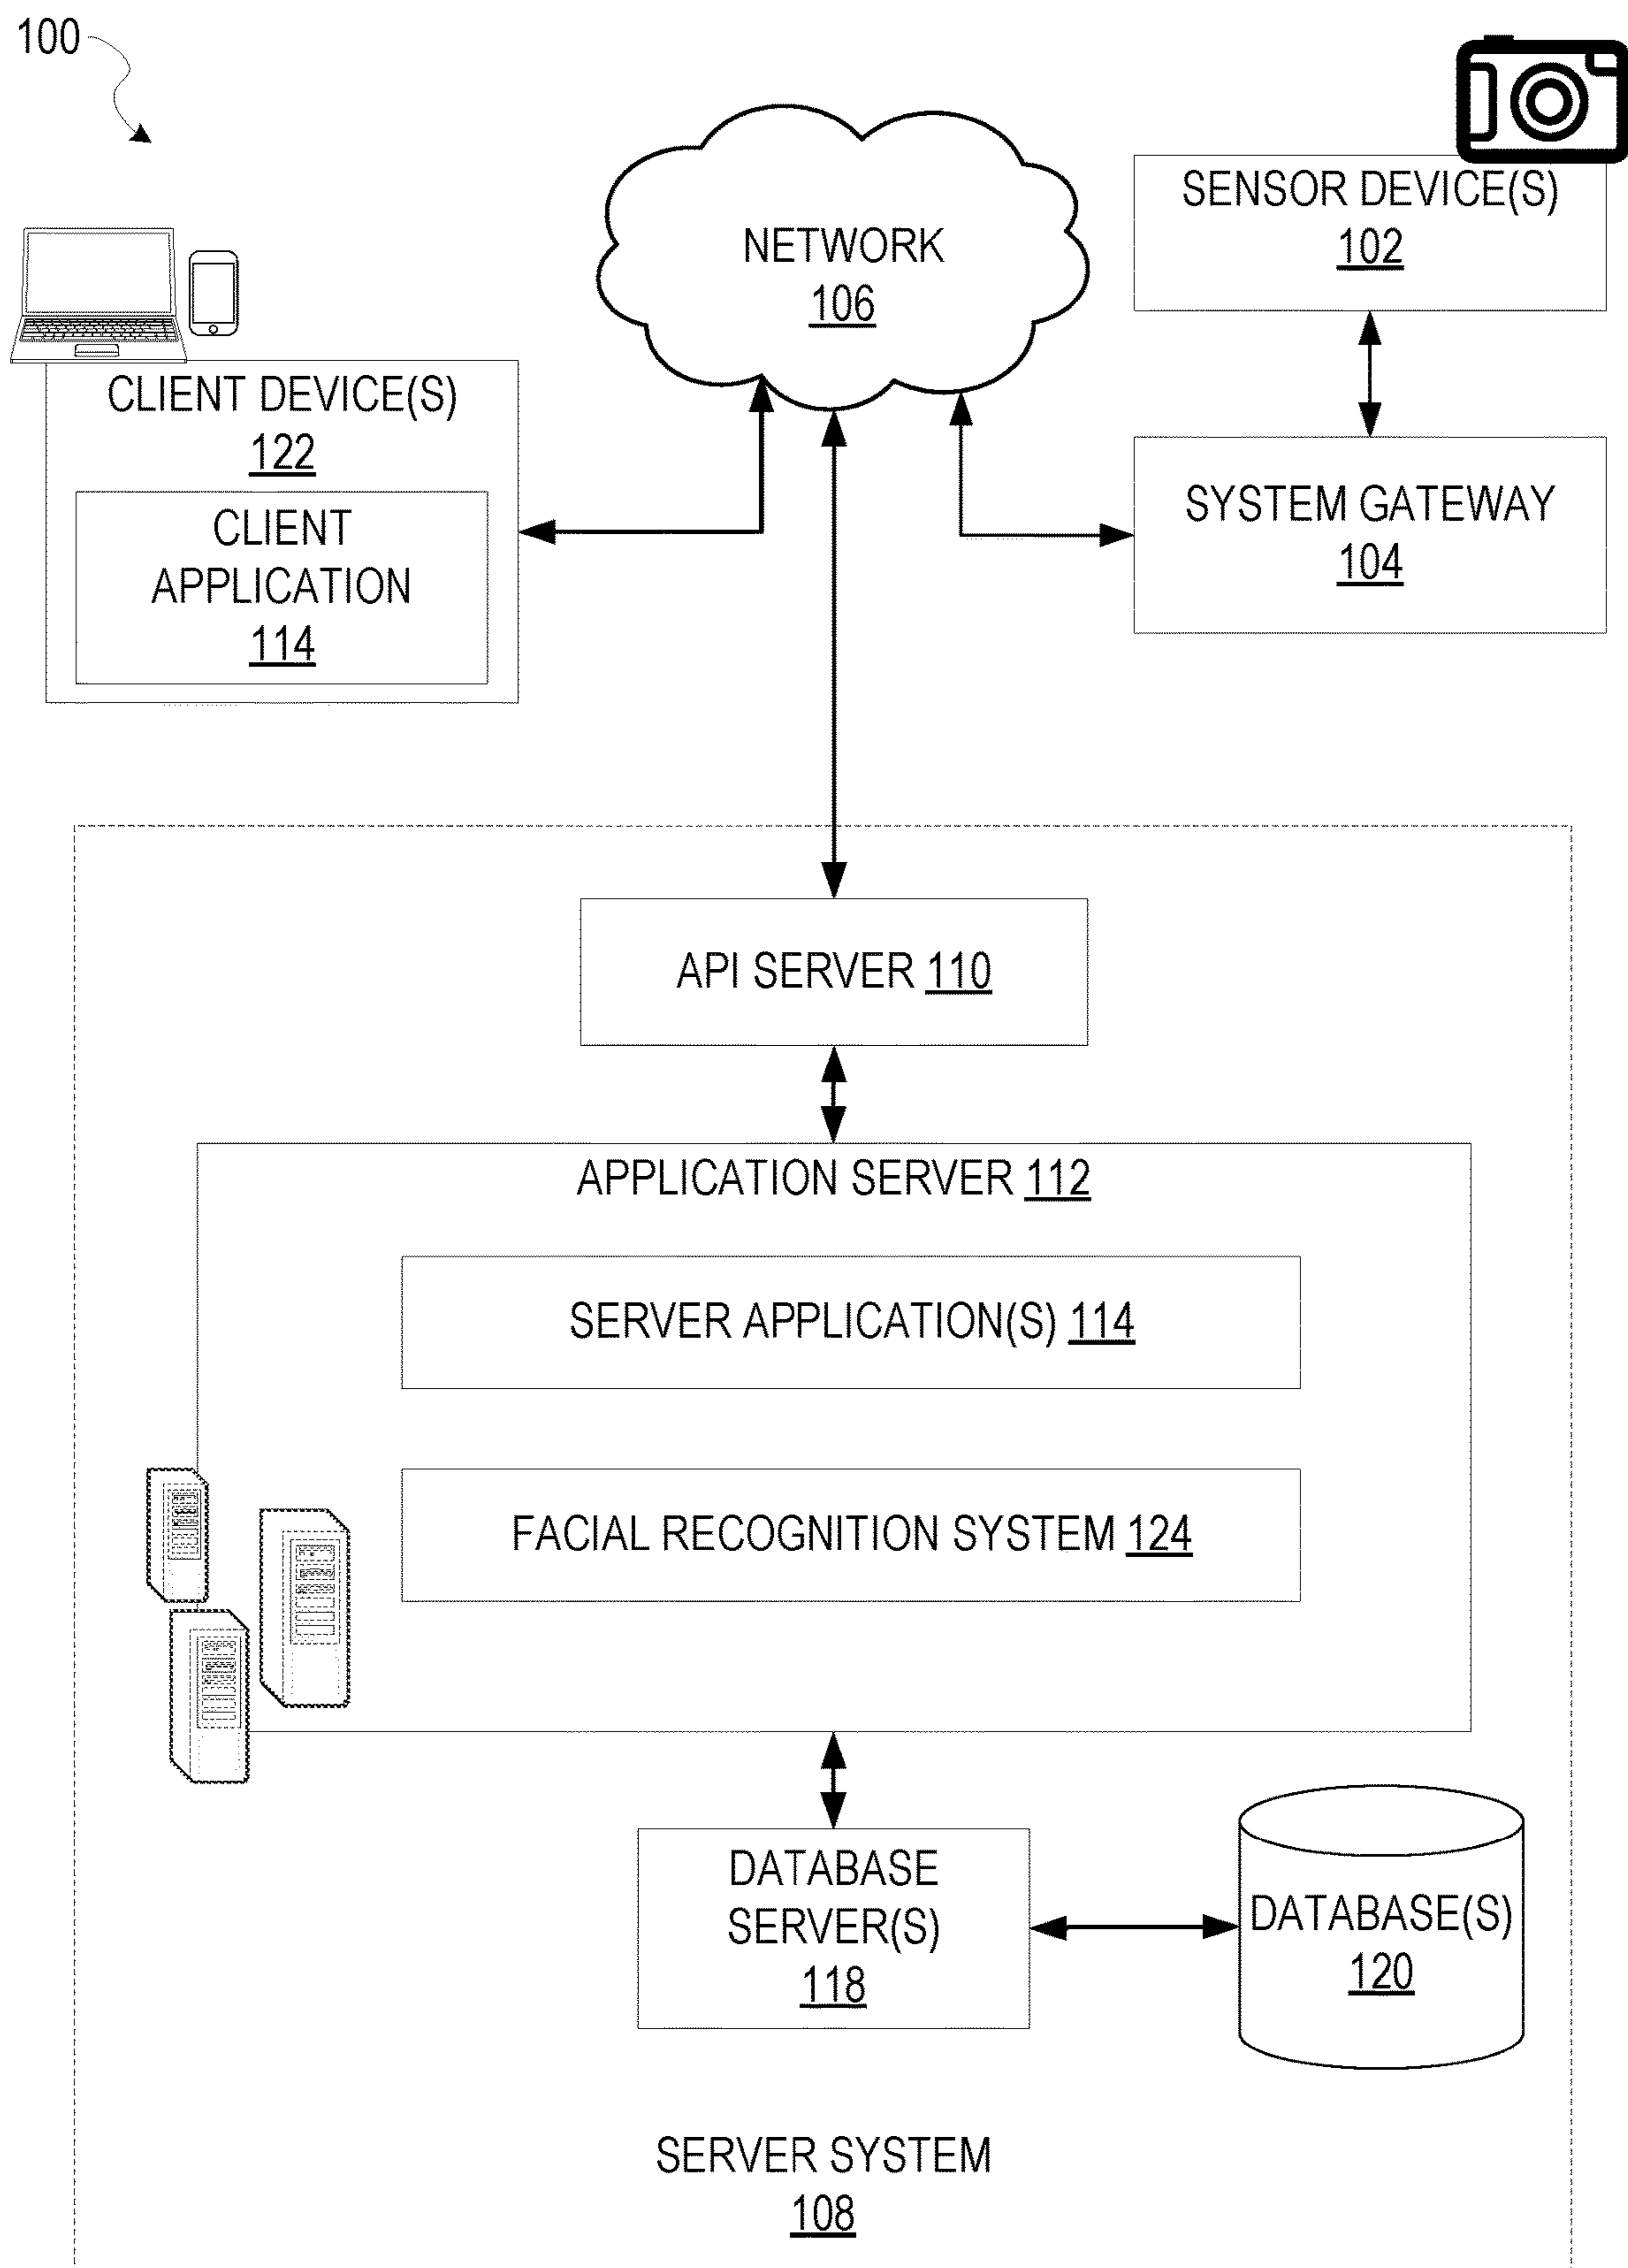 100
SENSOR DEVICE(S)
102
NETWORK
106
CLIENT DEVICE(S)
122
CLIENT
APPLICATION
114
SYSTEM GATEWAY
104
API SERVER 110
APPLICATION SERVER 112
SERVER APPLICATION(S) 114
FACIAL RECOGNITION SYSTEM 124
DATABASE
SERVER(S)
118
DATABASE(S)
120
SERVER SYSTEM
108